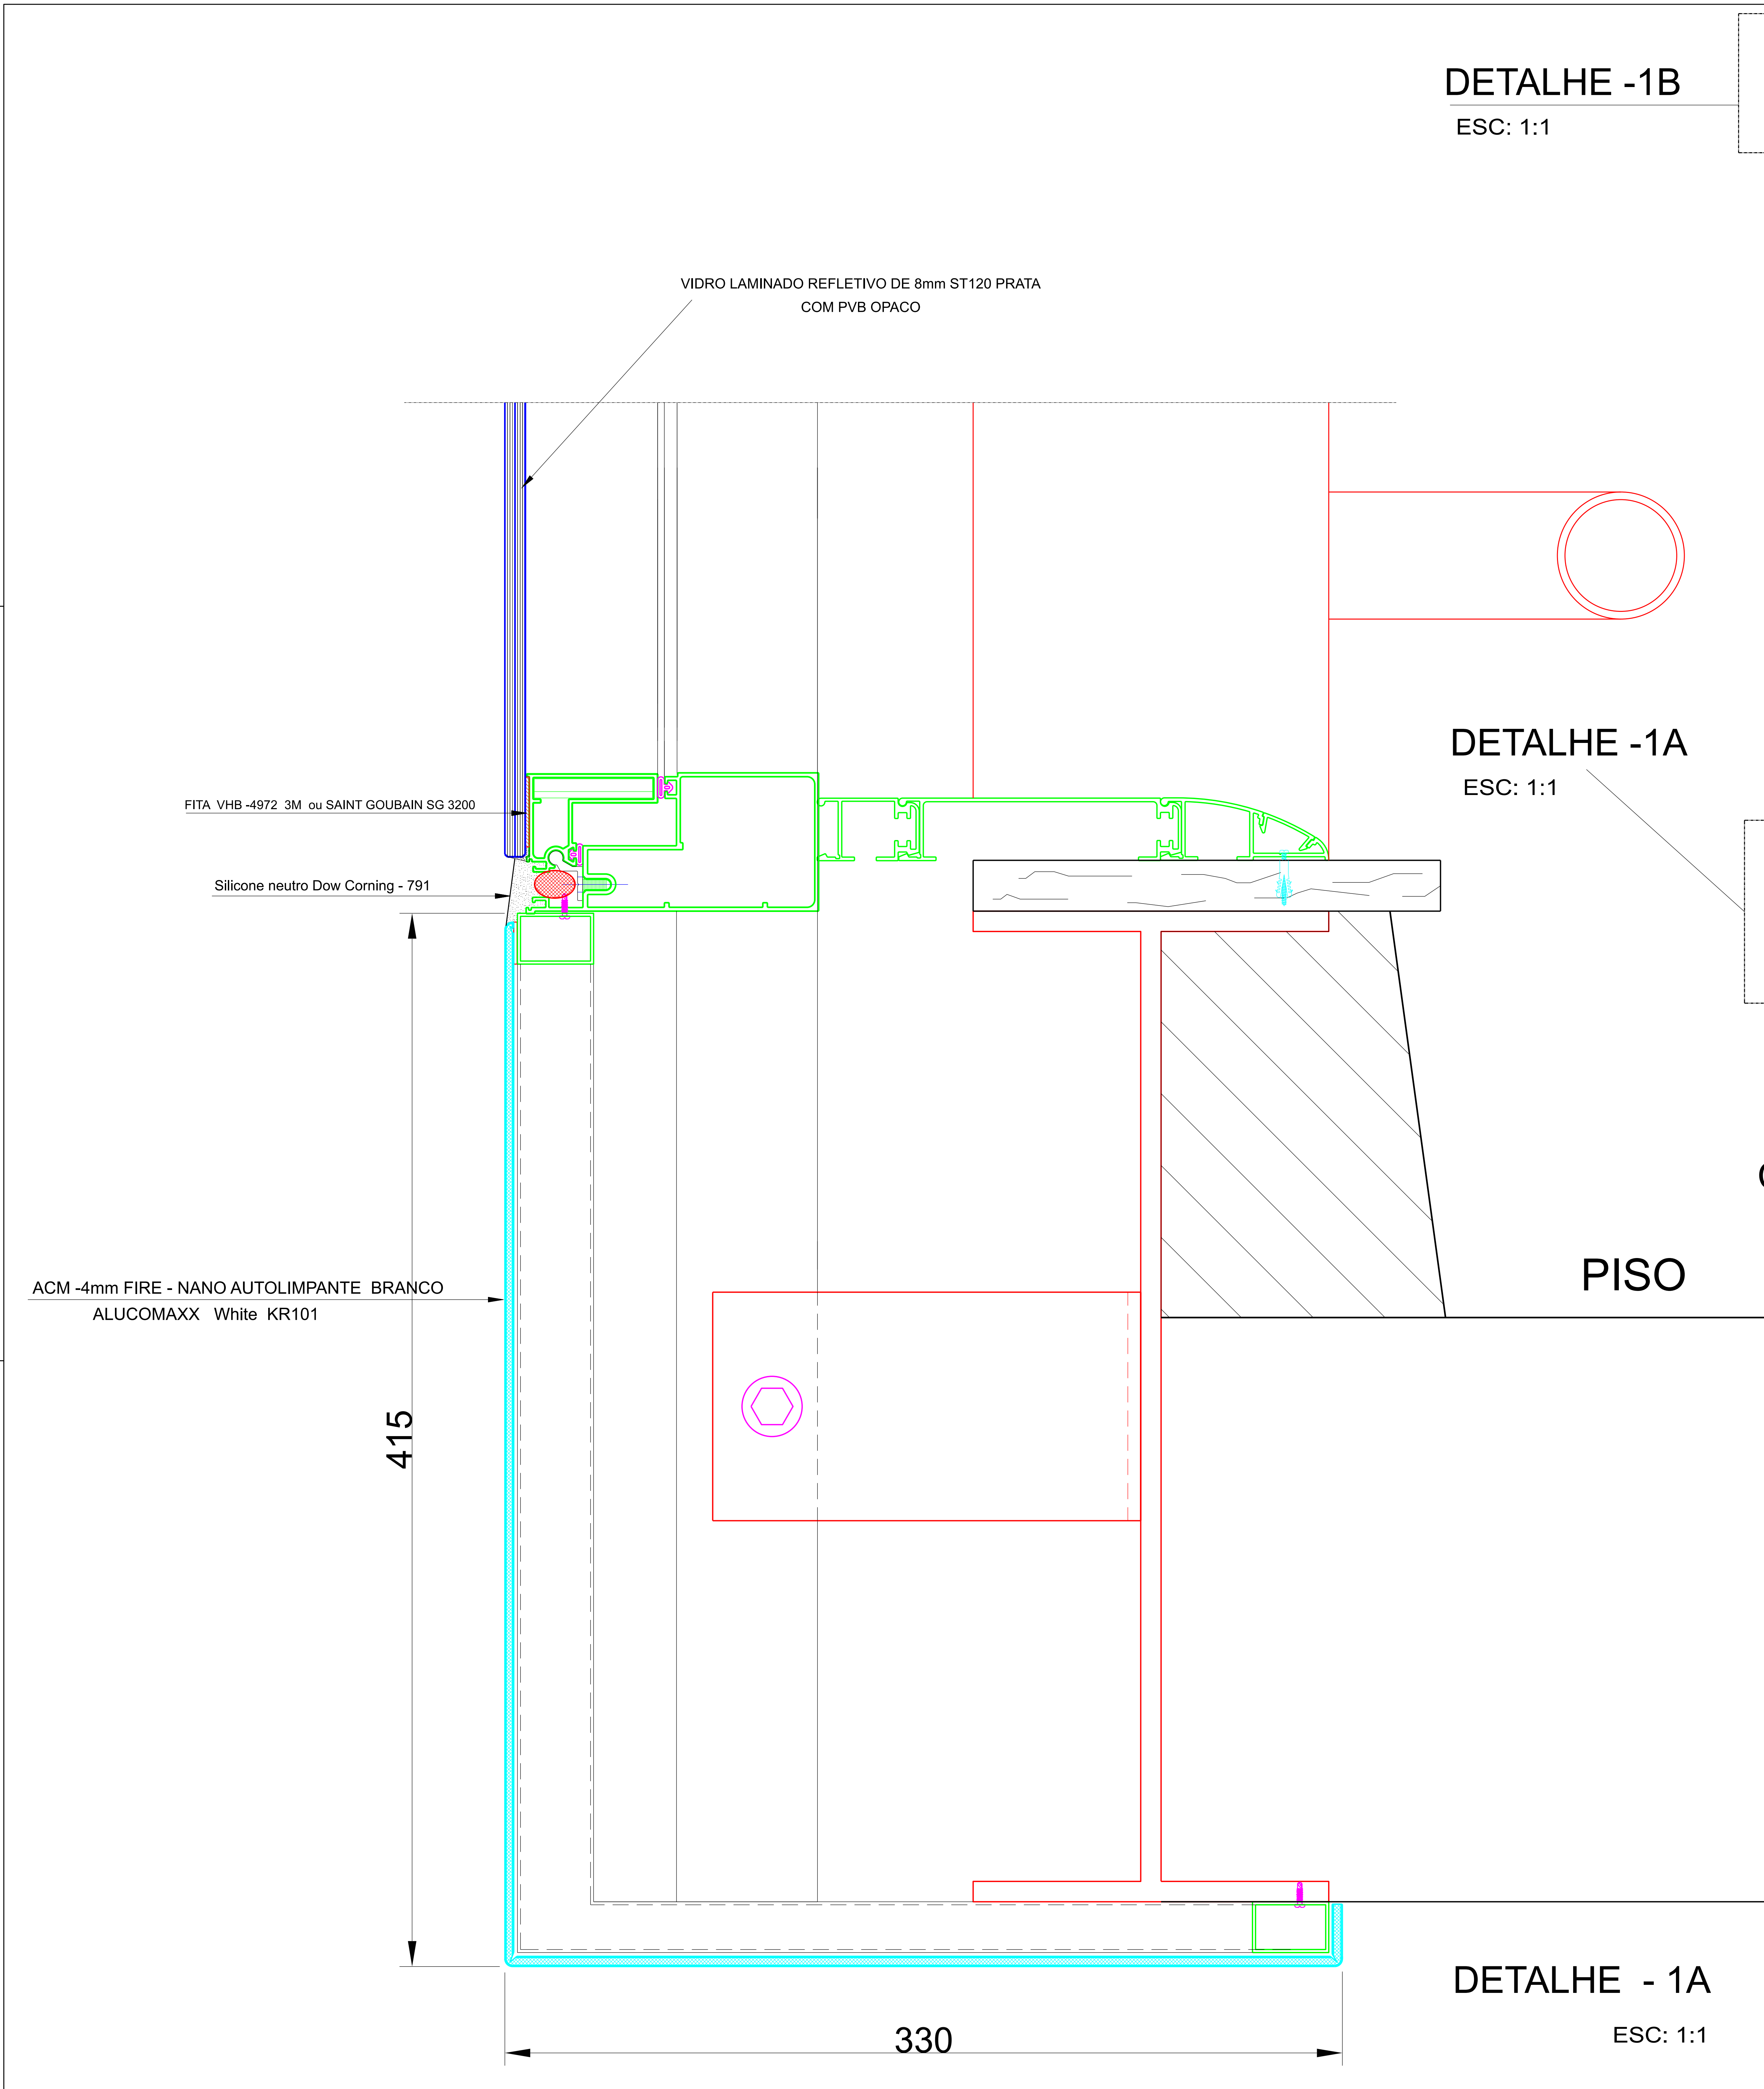 DETALHE -1B
ESC: 1:1
VIDRO LAMINADO REFLETIVO DE 8mm ST120 PRATA
COM PVB OPACO
DETALHE -1A
ESC: 1:1
FITA VHB -4972 3M ou SAINT GOUBAIN SG 3200
Silicone neutro Dow Corning - 791
PISO
ACM -4mm FIRE - NANO AUTOLIMPANTE BRANCO
ALUCOMAXX White KR101
415
DETALHE - 1A
ESC: 1:1
330